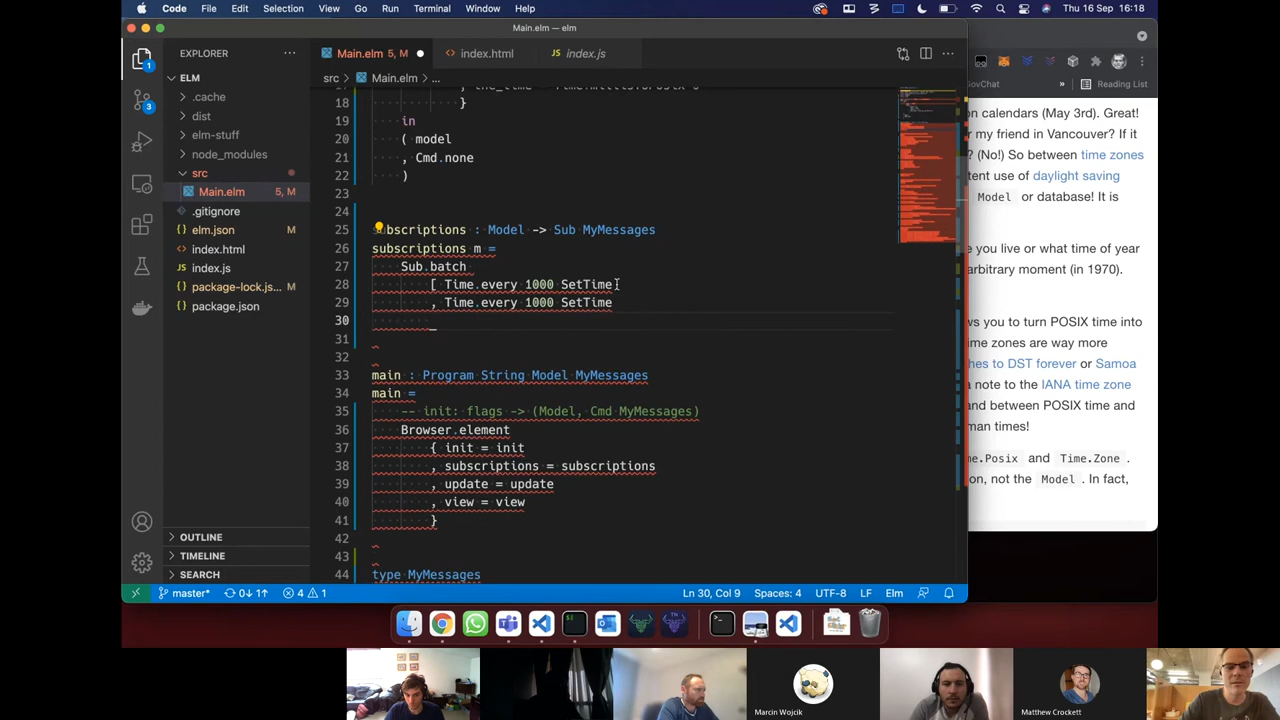 Code File Edit Selection View Go Run Terminal Window Help Thu 16 Sep 16:18
Main.elm — elm
EXPLORER
Main.elm 5, M
index.html
JS index.js
ELM
src > Main.elm > ...
.cache
dist
elm-stuff
node_modules
src
Main.elm 5, M
.gitignore
elm.json M
index.html
index.js
package-lock.js... M
package.json
OUTLINE
TIMELINE
SEARCH
18 }
19 in
20 ( model
21 , Cmd.none
22 )
23
24
25 subscriptions : Model -> Sub MyMessages
26 subscriptions m =
27 Sub.batch
28 [ Time.every 1000 SetTime
29 , Time.every 1000 SetTime
30
31
32
33 main : Program String Model MyMessages
34 main =
35 -- init: flags -> (Model, Cmd MyMessages)
36 Browser.element
37 { init = init
38 , subscriptions = subscriptions
39 , update = update
40 , view = view
41 }
42
43
44 type MyMessages
master* 0↓ 1↑ 4 1
Ln 30, Col 9 Spaces: 4 UTF-8 LF Elm
GovChat » Reading List
on calendars (May 3rd). Great!
my friend in Vancouver? If it
? (No!) So between time zones
tent use of daylight saving
Model or database! It is
e you live or what time of year
arbitrary moment (in 1970).
ws you to turn POSIX time into
ime zones are way more
hes to DST forever or Samoa
a note to the IANA time zone
and between POSIX time and
man times!
me.Posix and Time.Zone.
on, not the Model. In fact,
Marcin Wojcik
Matthew Crockett